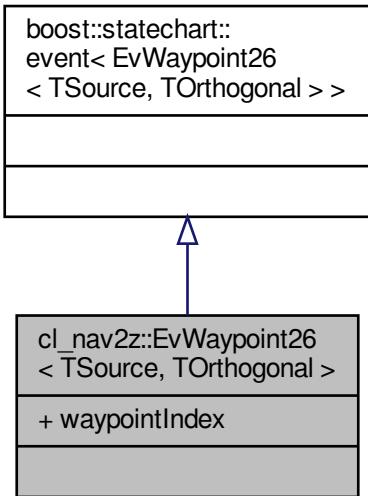 boost::statechart::
event< EvWaypoint26
< TSource, TOrthogonal > >
cl_nav2z::EvWaypoint26
< TSource, TOrthogonal >
+ waypointIndex